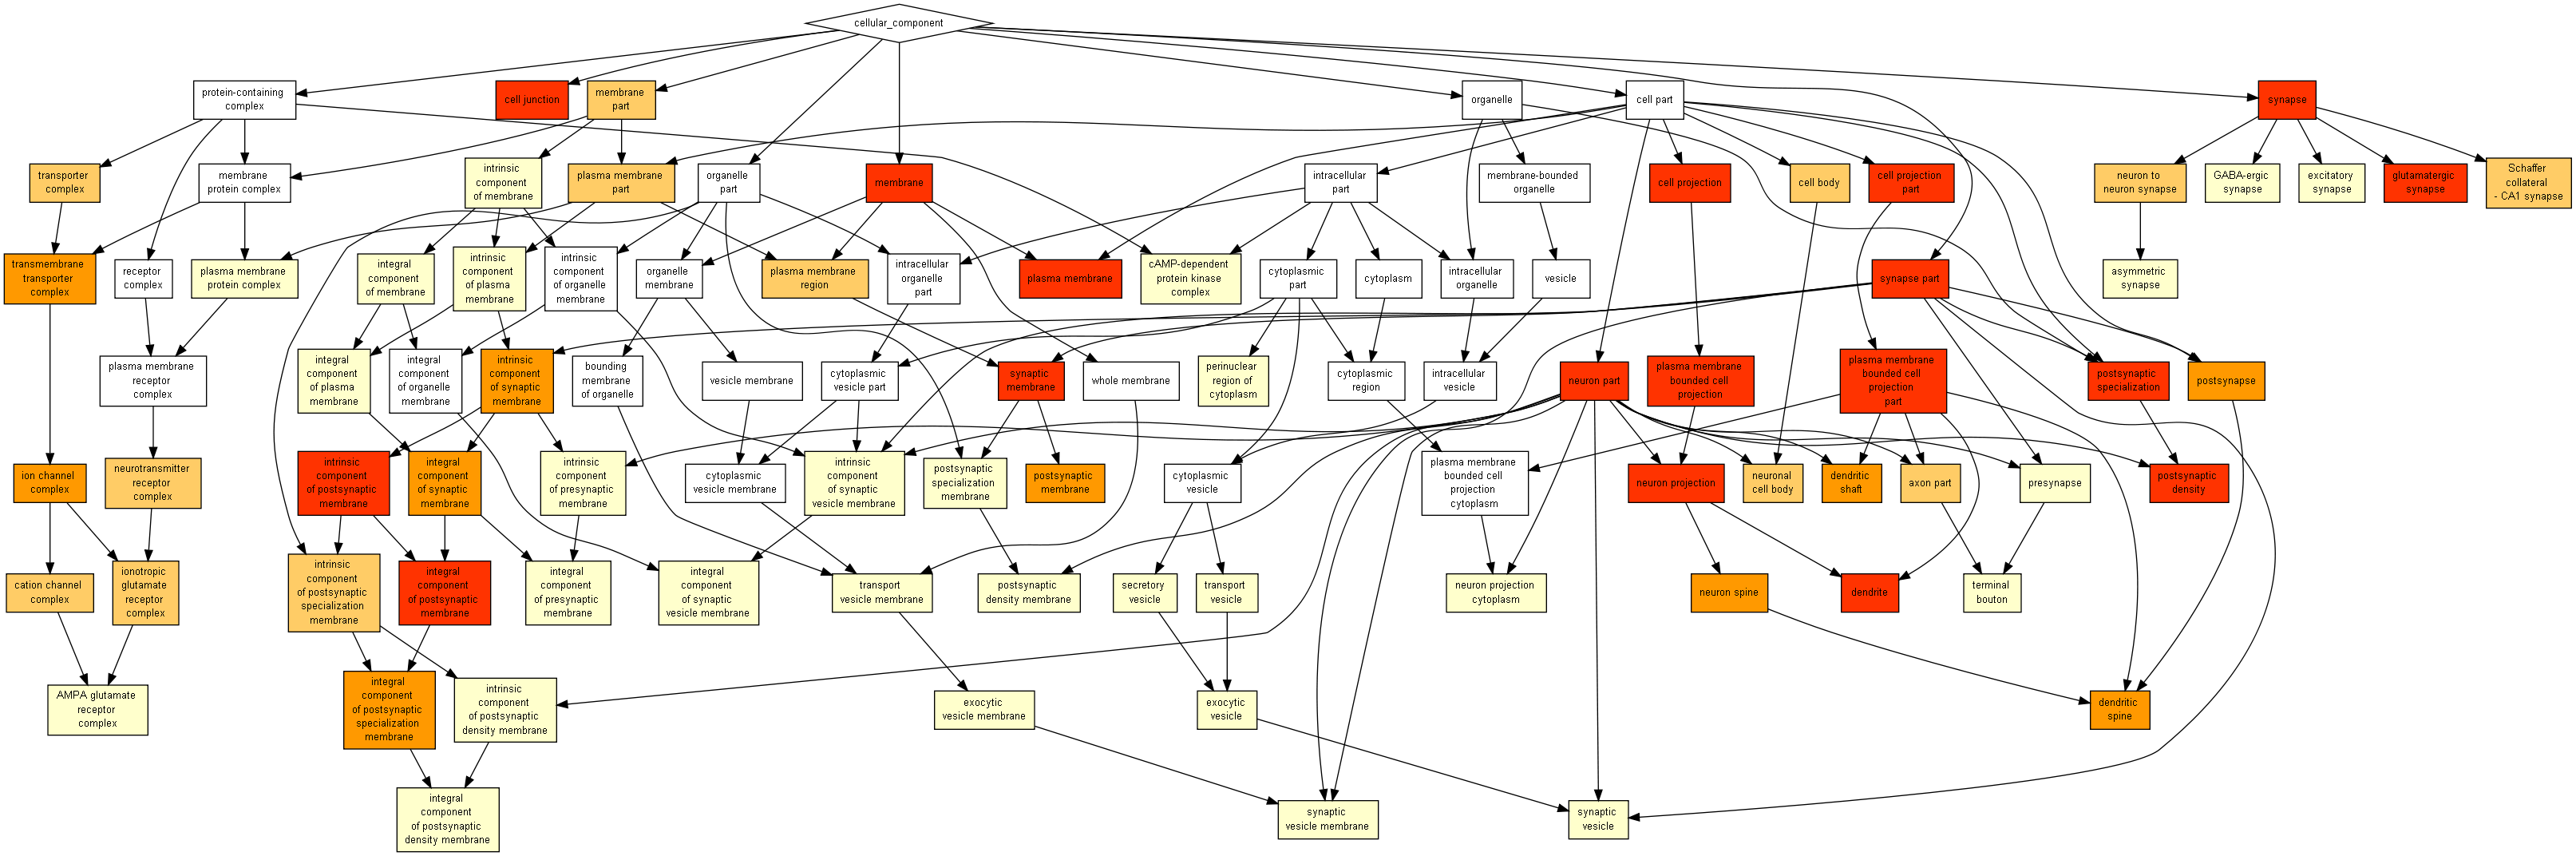 cellular_component
protein-containing
complex
cell junction
membrane
part
organelle
cell part
synapse
transporter
complex
membrane
protein complex
intrinsic
component
of membrane
plasma membrane
part
organelle
part
membrane
intracellular
part
membrane-bounded
organelle
cell projection
cell body
cell projection
part
neuron to
neuron synapse
GABA-ergic
synapse
excitatory
synapse
glutamatergic
synapse
Schaffer
collateral
- CA1 synapse
transmembrane
transporter
complex
receptor
complex
plasma membrane
protein complex
integral
component
of membrane
intrinsic
component
of plasma
membrane
intrinsic
component
of organelle
membrane
organelle
membrane
plasma membrane
region
intracellular
organelle
part
plasma membrane
cAMP-dependent
protein kinase
complex
cytoplasmic
part
cytoplasm
intracellular
organelle
vesicle
synapse part
asymmetric
synapse
plasma membrane
receptor
complex
integral
component
of plasma
membrane
integral
component
of organelle
membrane
intrinsic
component
of synaptic
membrane
bounding
membrane
of organelle
vesicle membrane
cytoplasmic
vesicle part
synaptic
membrane
whole membrane
perinuclear
region of
cytoplasm
cytoplasmic
region
intracellular
vesicle
neuron part
plasma membrane
bounded cell
projection
plasma membrane
bounded cell
projection
part
postsynaptic
specialization
postsynapse
ion channel
complex
neurotransmitter
receptor
complex
intrinsic
component
of postsynaptic
membrane
integral
component
of synaptic
membrane
intrinsic
component
of presynaptic
membrane
cytoplasmic
vesicle membrane
intrinsic
component
of synaptic
vesicle membrane
postsynaptic
specialization
membrane
postsynaptic
membrane
cytoplasmic
vesicle
plasma membrane
bounded cell
projection
cytoplasm
neuron projection
neuronal
cell body
dendritic
shaft
axon part
presynapse
postsynaptic
density
cation channel
complex
ionotropic
glutamate
receptor
complex
intrinsic
component
of postsynaptic
specialization
membrane
integral
component
of postsynaptic
membrane
integral
component
of presynaptic
membrane
integral
component
of synaptic
vesicle membrane
transport
vesicle membrane
postsynaptic
density membrane
secretory
vesicle
transport
vesicle
neuron projection
cytoplasm
neuron spine
dendrite
terminal
bouton
AMPA glutamate
receptor
complex
integral
component
of postsynaptic
specialization
membrane
intrinsic
component
of postsynaptic
density membrane
exocytic
vesicle membrane
exocytic
vesicle
dendritic
spine
integral
component
of postsynaptic
density membrane
synaptic
vesicle membrane
synaptic
vesicle